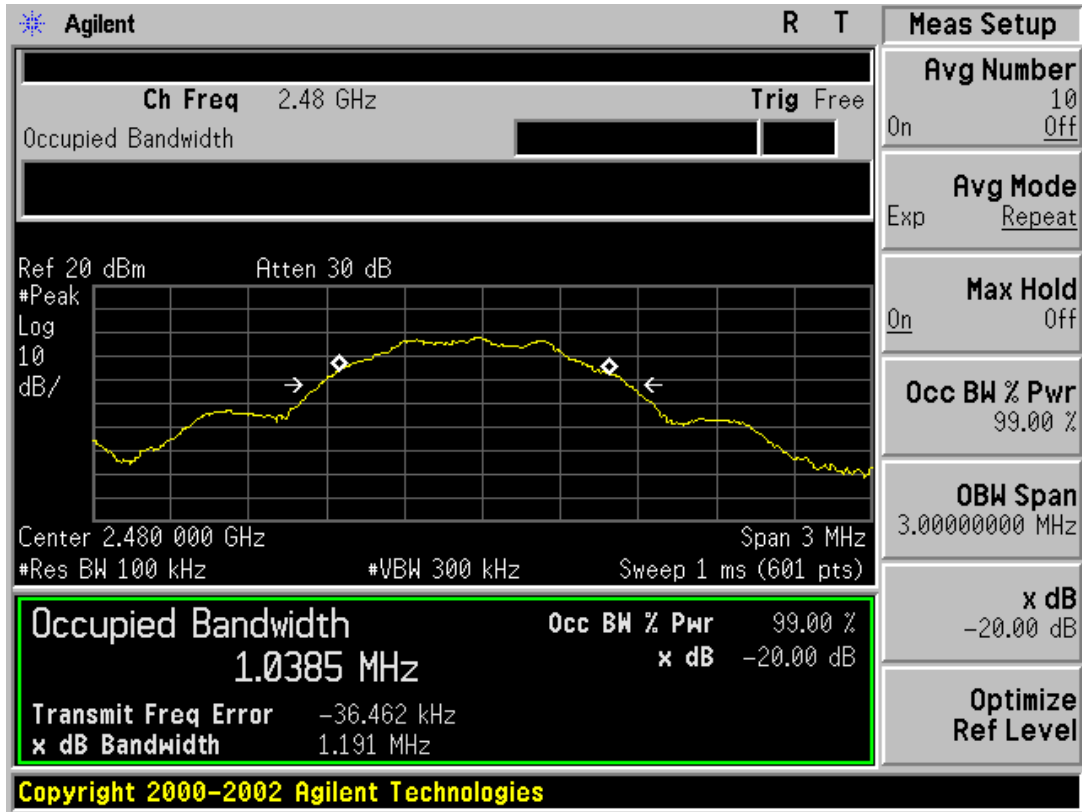 Agilent R T
Ch Freq 2.48 GHz Trig Free
Occupied Bandwidth
Ref 20 dBm Atten 30 dB
#Peak
Log
10
dB/
Center 2.480 000 GHz Span 3 MHz
#Res BW 100 kHz #VBW 300 kHz Sweep 1 ms (601 pts)
Occupied Bandwidth Occ BW % Pwr 99.00 %
1.0385 MHz x dB -20.00 dB
Transmit Freq Error -36.462 kHz
x dB Bandwidth 1.191 MHz
Copyright 2000-2002 Agilent Technologies
Meas Setup
Avg Number
10
On Off
Avg Mode
Exp Repeat
Max Hold
On Off
Occ BW % Pwr
99.00 %
OBW Span
3.00000000 MHz
x dB
-20.00 dB
Optimize
Ref Level